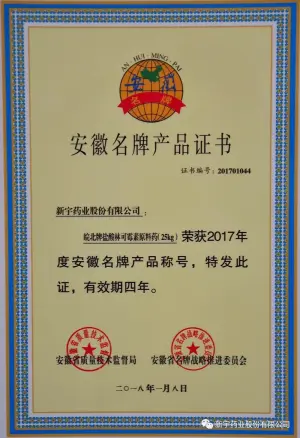 AN·HUI·MING·PAI
安徽
名牌
安徽名牌产品证书
证书编号：201701044
新宇药业股份有限公司：
皖北牌盐酸林可霉素原料药(25kg)荣获2017年
度安徽名牌产品称号，特发此
证，有效期四年。
安徽省质量技术监督局 安徽省名牌战略推进委员会
二〇一八年一月八日
新宇药业股份有限公司